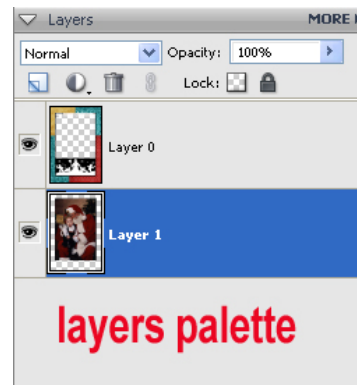 Layers MORE
Normal Opacity: 100%
Lock:
Layer 0
Layer 1
layers palette